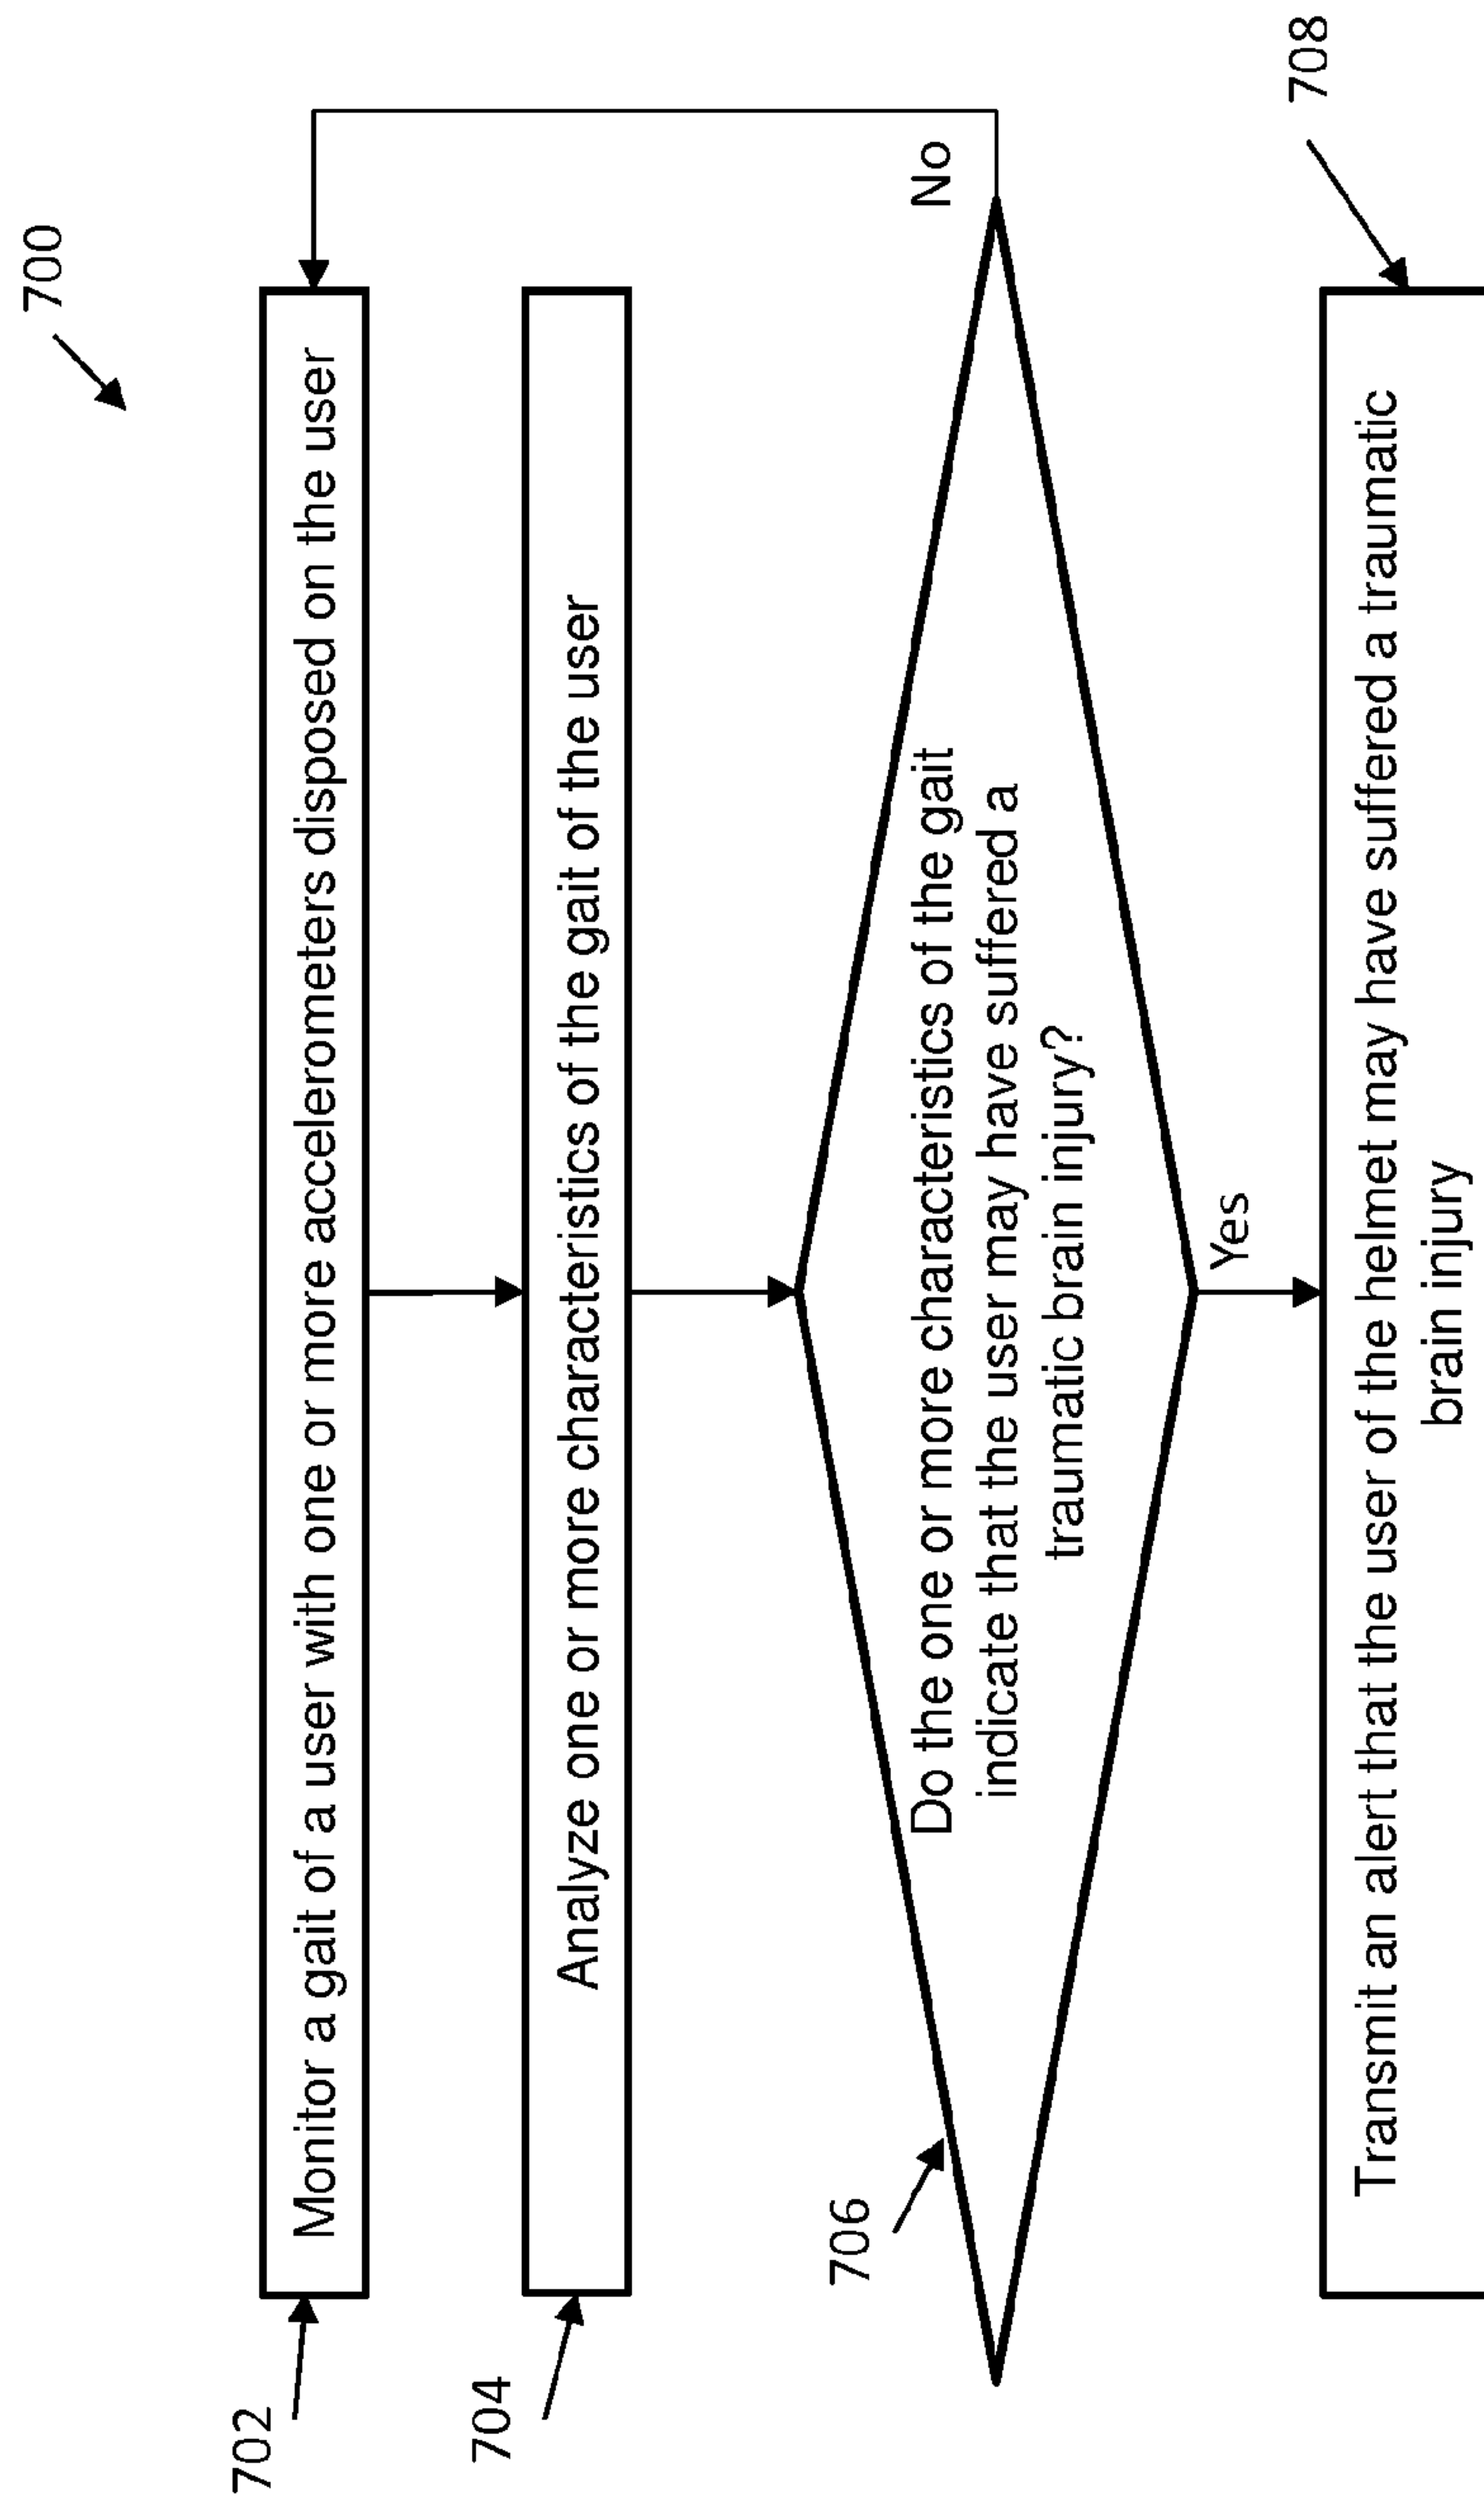 700
702
Monitor a gait of a user with one or more accelerometers disposed on the user
704
Analyze one or more characteristics of the gait of the user
706
Do the one or more characteristics of the gait
indicate that the user may have suffered a
traumatic brain injury?
No
Yes
708
Transmit an alert that the user of the helmet may have suffered a traumatic
brain injury